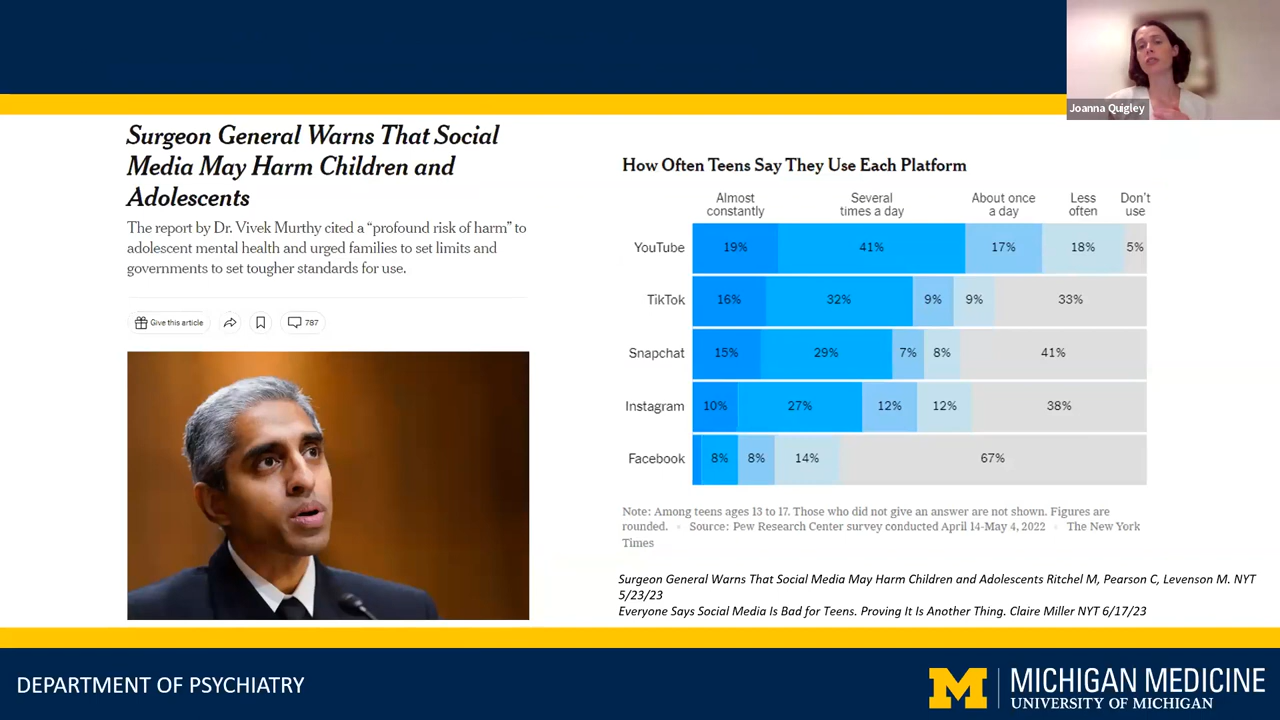 Joanna Quigley
Surgeon General Warns That Social
Media May Harm Children and
Adolescents
The report by Dr. Vivek Murthy cited a “profound risk of harm” to
adolescent mental health and urged families to set limits and
governments to set tougher standards for use.
Give this article
787
How Often Teens Say They Use Each Platform
Almost constantly
Several times a day
About once a day
Less often
Don't use
YouTube 19% 41% 17% 18% 5%
TikTok 16% 32% 9% 9% 33%
Snapchat 15% 29% 7% 8% 41%
Instagram 10% 27% 12% 12% 38%
Facebook 8% 8% 14% 67%
Note: Among teens ages 13 to 17. Those who did not give an answer are not shown. Figures are
rounded. • Source: Pew Research Center survey conducted April 14-May 4, 2022 • The New York
Times
Surgeon General Warns That Social Media May Harm Children and Adolescents Ritchel M, Pearson C, Levenson M. NYT
5/23/23
Everyone Says Social Media Is Bad for Teens. Proving It Is Another Thing. Claire Miller NYT 6/17/23
DEPARTMENT OF PSYCHIATRY
M
MICHIGAN MEDICINE
UNIVERSITY OF MICHIGAN